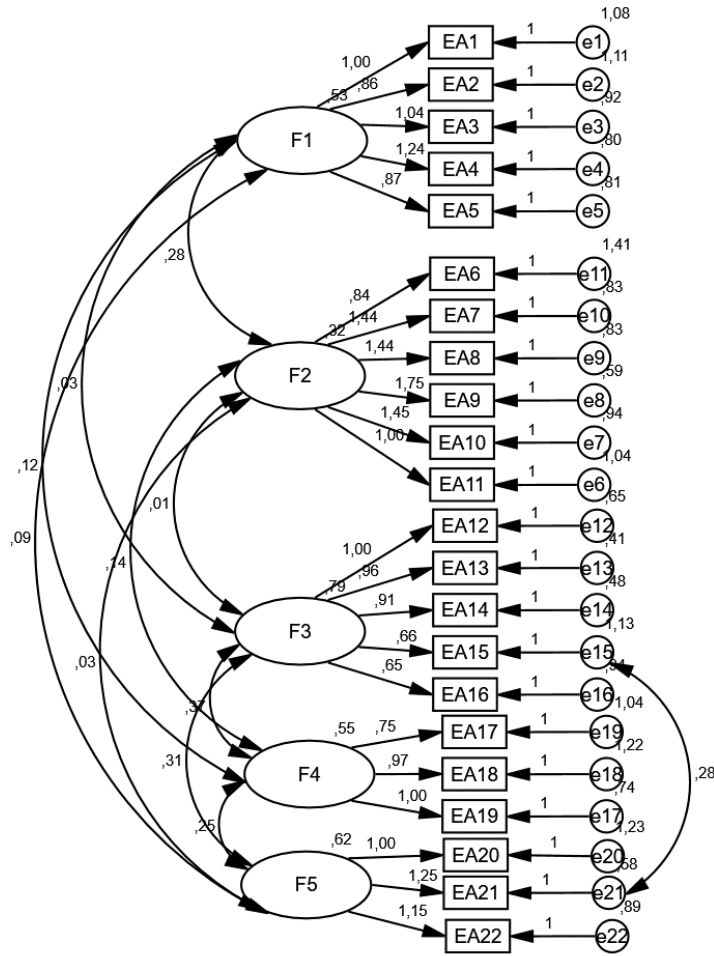 1,08
EA1 1 e1
1,00
1,11
EA2 1 e2
,86
,53
,92
F1
1,04
EA3 1 e3
,80
1,24
EA4 1 e4
,81
,87
EA5 1 e5
,28
1,41
EA6 1 e11
,84
,83
EA7 1 e10
1,44
,32
,83
1,44
EA8 1 e9
F2
,59
1,75
EA9 1 e8
,03
,94
1,45
EA10 1 e7
1,00
1,04
,12
EA11 1 e6
,65
,01
EA12 1 e12
,09
1,00
,41
,14
EA13 1 e13
,96
,79
,48
,91
EA14 1 e14
F3
1,13
,66
EA15 1 e15
,03
,94
,65
EA16 1 e16
1,04
,37
,55 ,75
EA17 1 e19
1,22
,31
,97
F4
EA18 1 e18
,28
,74
1,00
EA19 1 e17
1,23
,25
,62 1,00
EA20 1 e20
,58
F5
1,25
EA21 1 e21
,89
1,15
EA22 1 e22